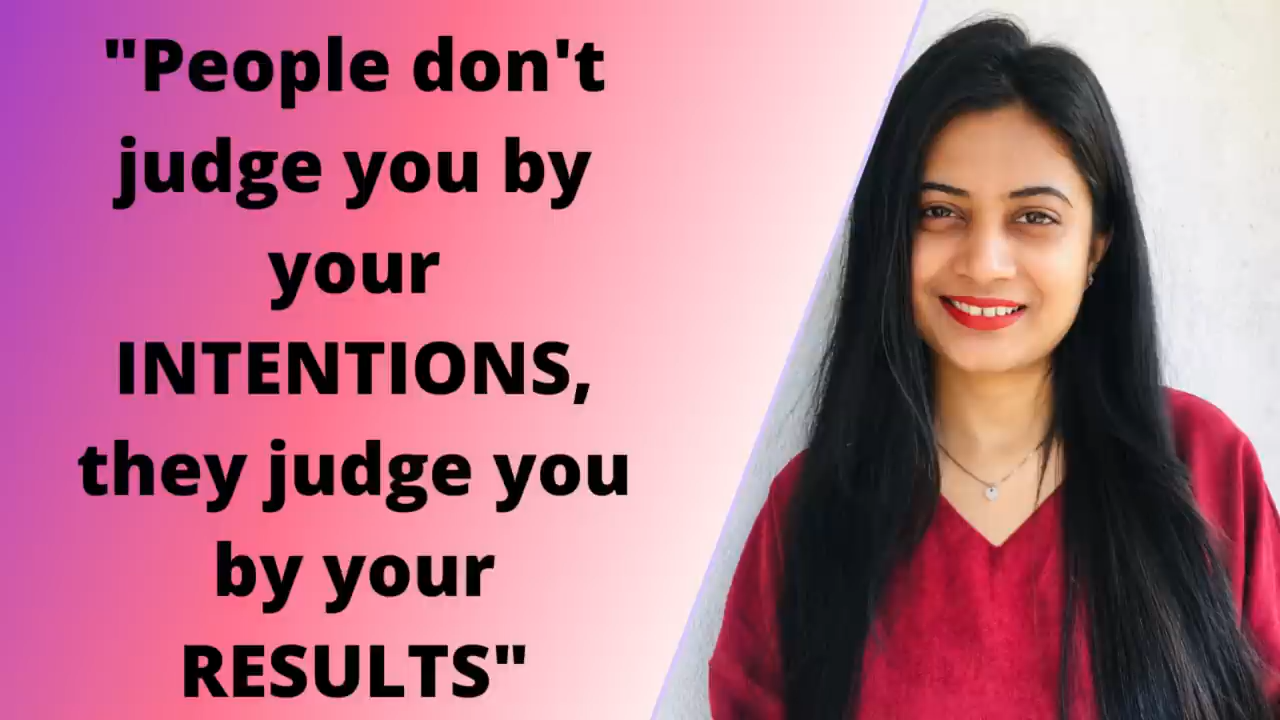 "People don't
judge you by
your
INTENTIONS,
they judge you
by your
RESULTS"